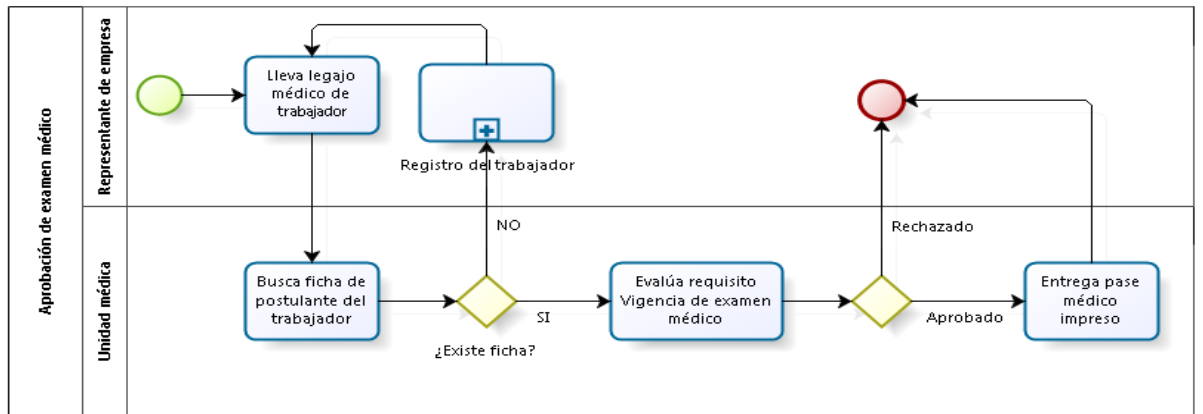 Aprobación de examen médico
Representante de empresa
Lleva legajo
médico de
trabajador
Registro del trabajador
Unidad médica
Busca ficha de
postulante del
trabajador
¿Existe ficha?
NO
SI
Evalúa requisito
Vigencia de examen
médico
Rechazado
Aprobado
Entrega pase
médico
impreso